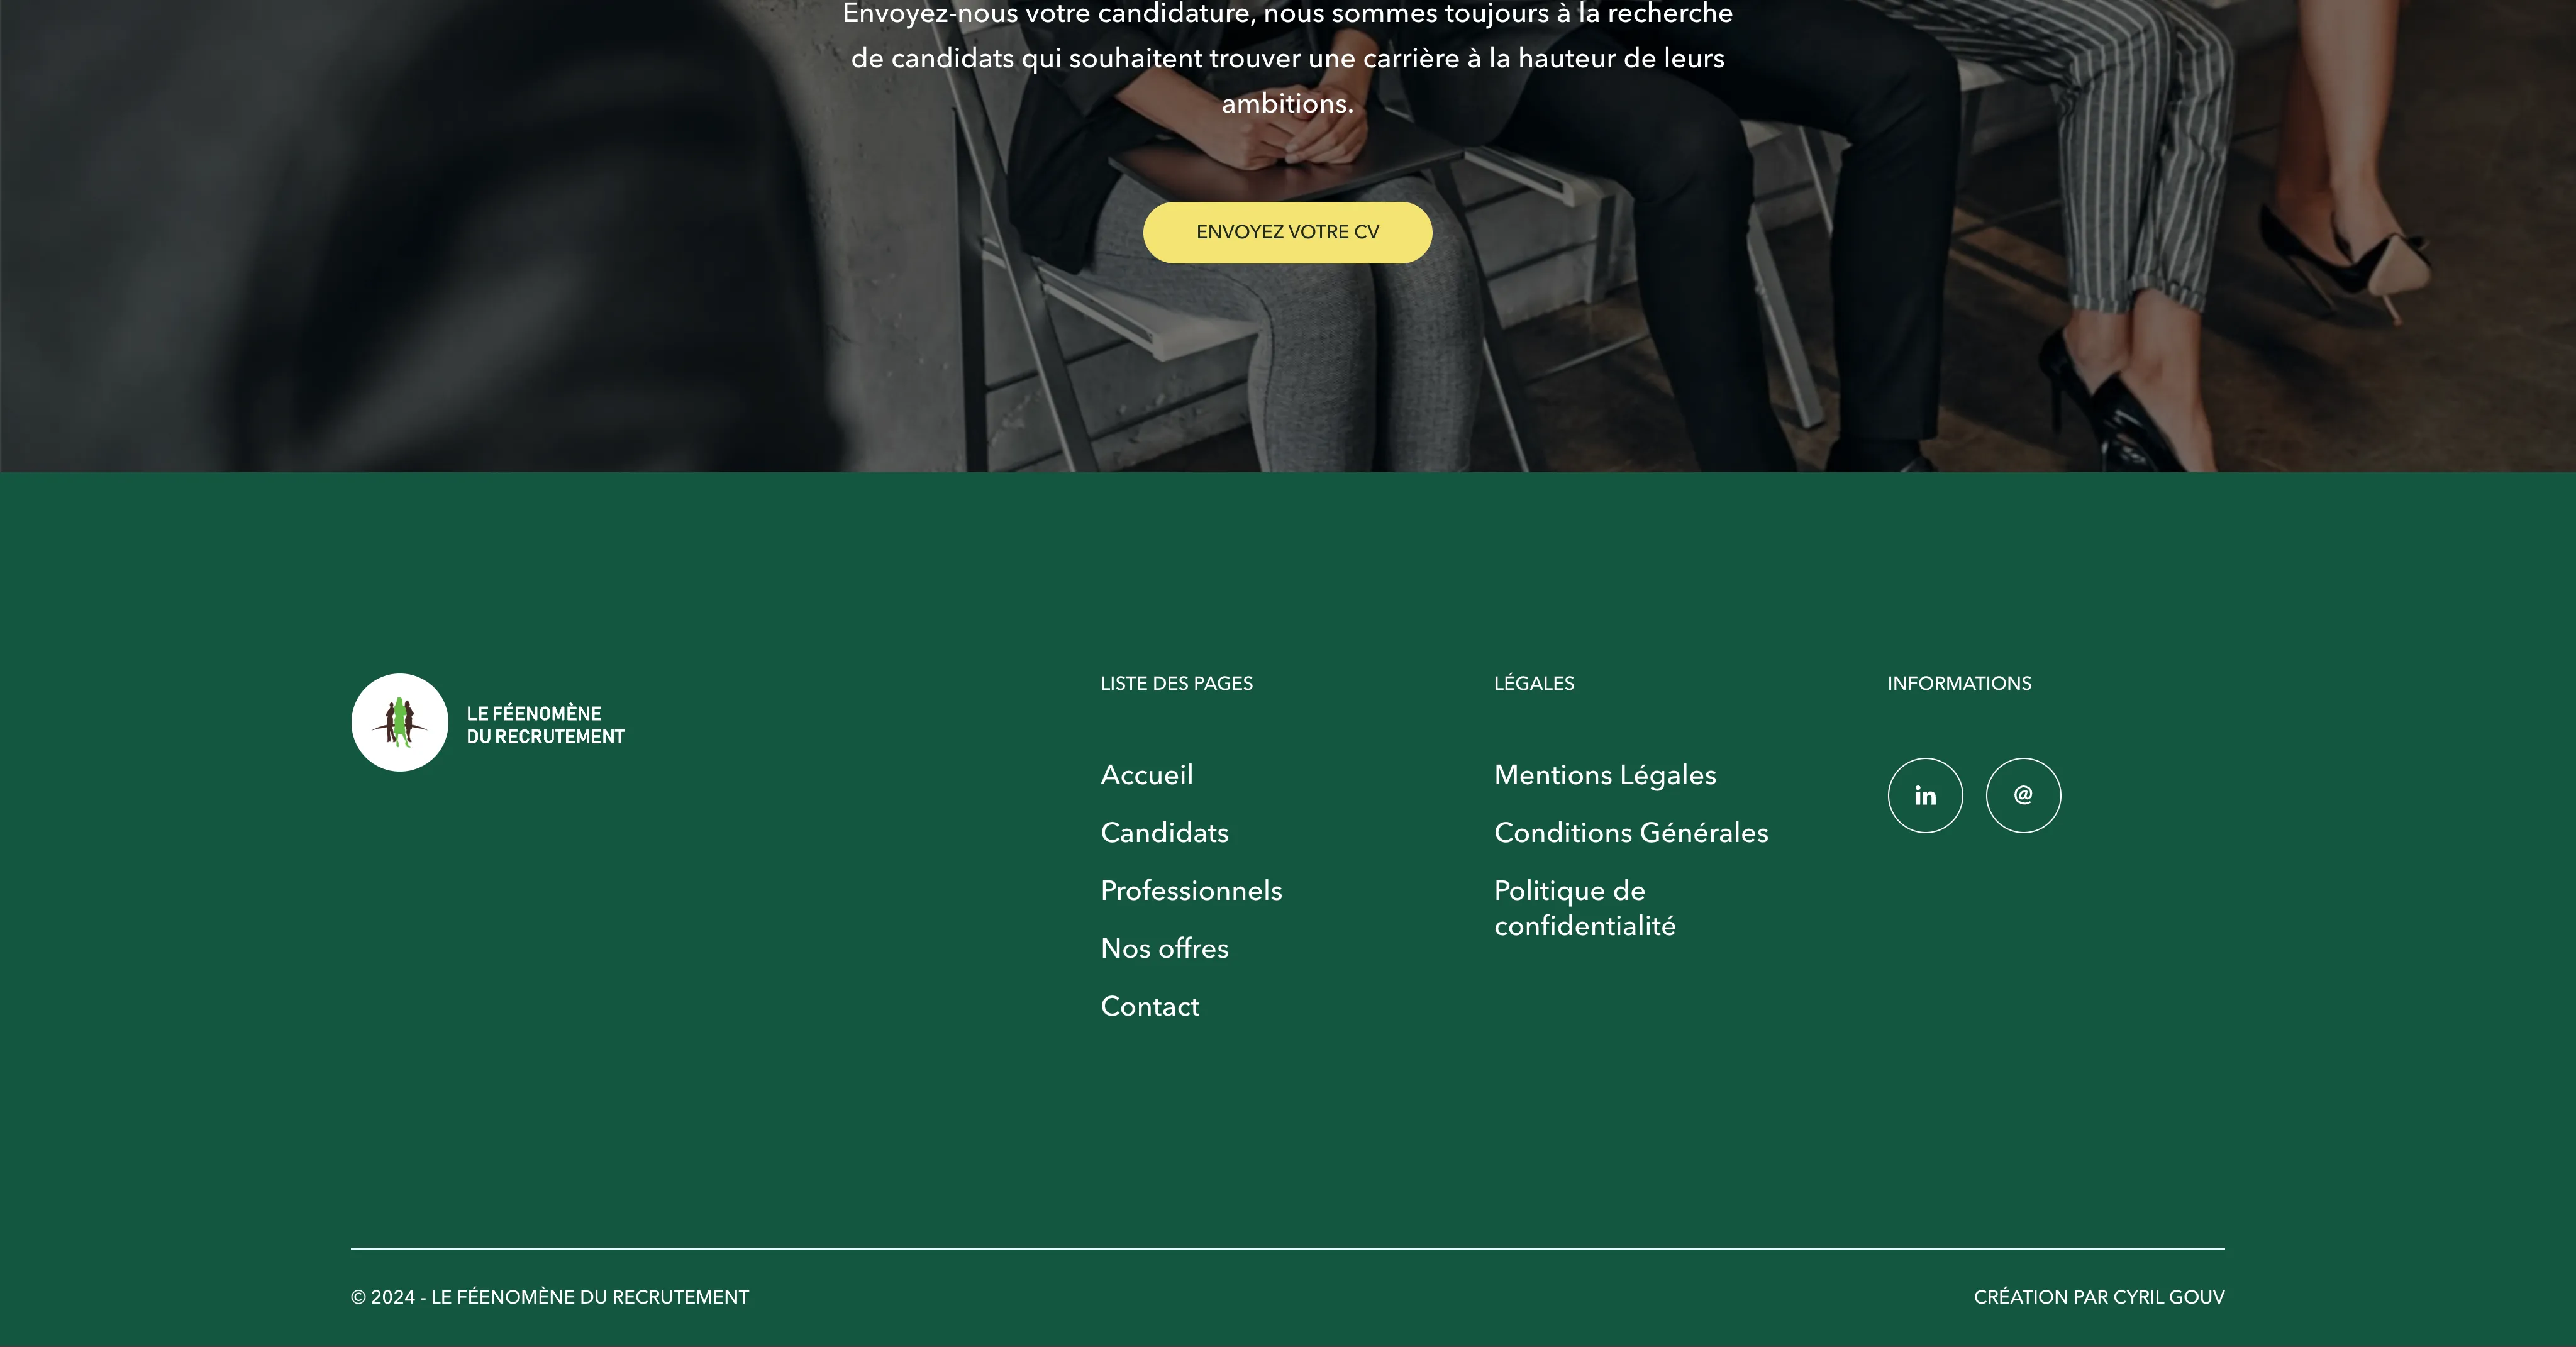 Envoyez-nous votre candidature, nous sommes toujours à la recherche
de candidats qui souhaitent trouver une carrière à la hauteur de leurs
ambitions.
ENVOYEZ VOTRE CV
LE FÉENOMÈNE
DU RECRUTEMENT
LISTE DES PAGES
Accueil
Candidats
Professionnels
Nos offres
Contact
LÉGALES
Mentions Légales
Conditions Générales
Politique de
confidentialité
INFORMATIONS
in
@
© 2024 - LE FÉENOMÈNE DU RECRUTEMENT
CRÉATION PAR CYRIL GOUV